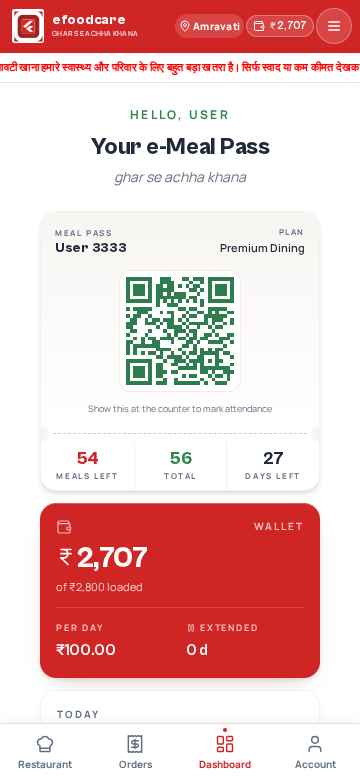 efoodcare
GHAR SE ACHHA KHANA
Amravati
₹ 2,707
खाना हमारे स्वास्थ्य और परिवार के लिए बहुत बड़ा खतरा है। सिर्फ स्वाद या कम कीमत देखक
HELLO, USER
Your e-Meal Pass
ghar se achha khana
MEAL PASS
PLAN
User 3333
Premium Dining
Show this at the counter to mark attendance
54
56
27
MEALS LEFT
TOTAL
DAYS LEFT
WALLET
₹ 2,707
of ₹2,800 loaded
PER DAY
EXTENDED
₹100.00
0 d
TODAY
Restaurant
Orders
Dashboard
Account